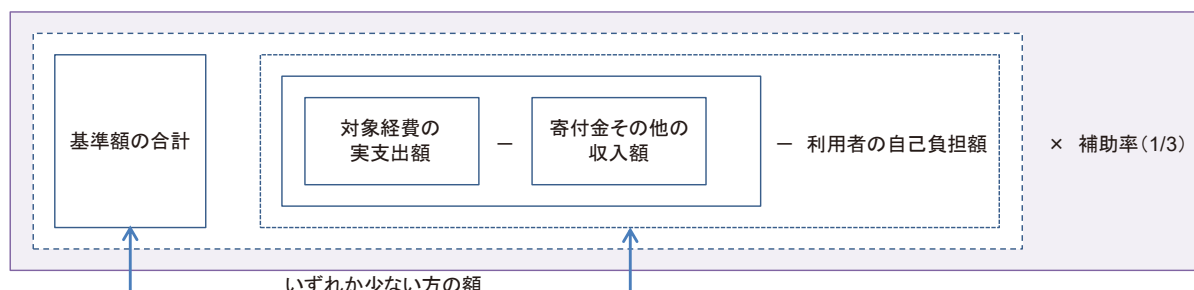 基準額の合計
対象経費の
実支出額
－
寄付金その他の
収入額
－ 利用者の自己負担額
× 補助率（1/3）
いずれか少ない方の額